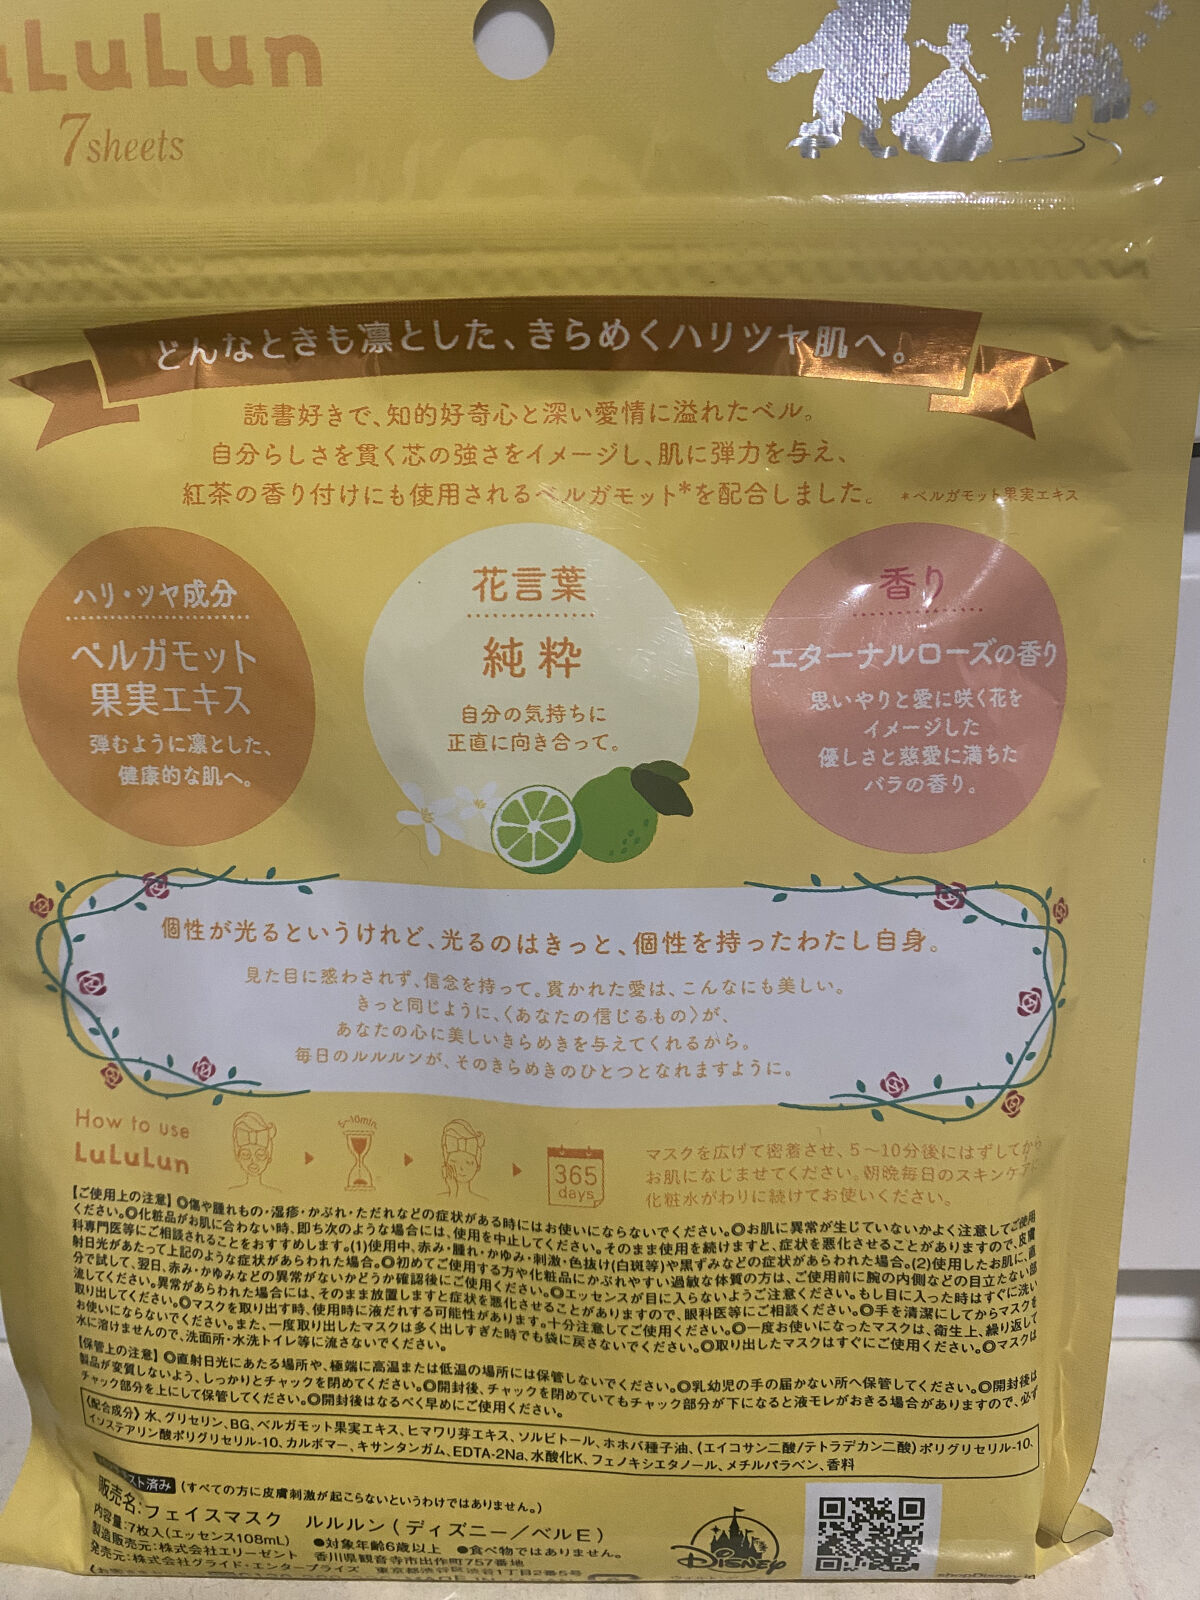 LuLuLun
7sheets
どんなときも凛とした、きらめくハリツヤ肌へ。
読書好きで、知的好奇心と深い愛情に溢れたベル。
自分らしさを貫く芯の強さをイメージし、肌に弾力を与え、
紅茶の香り付けにも使用されるベルガモット*を配合しました。 *ベルガモット果実エキス
ハリ・ツヤ成分
ベルガモット
果実エキス
弾むように凛とした、
健康的な肌へ。
花言葉
純粋
自分の気持ちに
正直に向き合って。
香り
エターナルローズの香り
思いやりと愛に咲く花を
イメージした
優しさと慈愛に満ちた
バラの香り。
個性が光るというけれど、光るのはきっと、個性を持ったわたし自身。
見た目に惑わされず、信念を持って。貫かれた愛は、こんなにも美しい。
きっと同じように、〈あなたの信じるもの〉が、
あなたの心に美しいきらめきを与えてくれるから。
毎日のルルルンが、そのきらめきのひとつとなれますように。
How to use
LuLuLun
5〜10min.
365
days
マスクを広げて密着させ、5〜10分後にはずしてから
お肌になじませてください。朝晩毎日のスキンケアに
化粧水がわりに続けてお使いください。
【ご使用上の注意】◎傷や腫れもの・湿疹・かぶれ・ただれなどの症状がある時にはお使いにならないでください。◎お肌に異常が生じていないかよく注意してご使用
ください。◎化粧品がお肌に合わない時、即ち次のような場合には、使用を中止してください。そのまま使用を続けますと、症状を悪化させることがありますので、皮膚
科専門医等にご相談されることをおすすめします。(1)使用中、赤み・腫れ・かゆみ・刺激・色抜け(白斑等)や黒ずみなどの症状があらわれた場合。(2)使用したお肌に、直
射日光があたって上記のような症状があらわれた場合。◎初めてご使用する方や化粧品にかぶれやすい過敏な体質の方は、ご使用前に腕の内側などの目立たない部
分で試して、翌日、赤み・かゆみなどの異常がないかどうか確認後にご使用ください。◎エッセンスが目に入らないようご注意ください。もし目に入った時はすぐに洗い
流してください。異常があらわれた場合には、そのまま放置しますと症状を悪化させることがありますので、眼科医等にご相談ください。◎手を清潔にしてからマスクを
取り出してください。◎マスクを取り出す時、使用時に液だれする可能性があります。十分注意してご使用ください。◎一度お使いになったマスクは、衛生上、繰り返して
お使いにならないでください。また、一度取り出したマスクは多く出しすぎた時でも袋に戻さないでください。◎取り出したマスクはすぐにご使用ください。◎マスクは
水に溶けませんので、洗面所・水洗トイレ等に流さないでください。
【保管上の注意】◎直射日光にあたる場所や、極端に高温または低温の場所には保管しないでください。◎乳幼児の手の届かない所へ保管してください。◎開封後は
製品が変質しないよう、しっかりとチャックを閉めてください。◎開封後、チャックを閉めていてもチャック部分が下になると液モレがおきる場合がありますので、必ず
チャック部分を上にして保管してください。◎開封後はなるべく早めにご使用ください。
《配合成分》水、グリセリン、BG、ベルガモット果実エキス、ヒマワリ芽エキス、ソルビトール、ホホバ種子油、(エイコサン二酸/テトラデカン二酸)ポリグリセリル-10、
イソステアリン酸ポリグリセリル-10、カルボマー、キサンタンガム、EDTA-2Na、水酸化K、フェノキシエタノール、メチルパラベン、香料
スト済み (すべての方に皮膚刺激が起こらないというわけではありません。)
販売名:フェイスマスク ルルルン(ディズニー/ベルE)
内容量:7枚入(エッセンス108mL) ●対象年齢6歳以上 ●食べ物ではありません。
製造販売元:株式会社エリーゼント 香川県観音寺市出作町757番地
発売元:株式会社グライド・エンタープライズ 東京都渋谷区渋谷1丁目2番5号
MADE IN JAPAN
Disney
shopDisney.jp